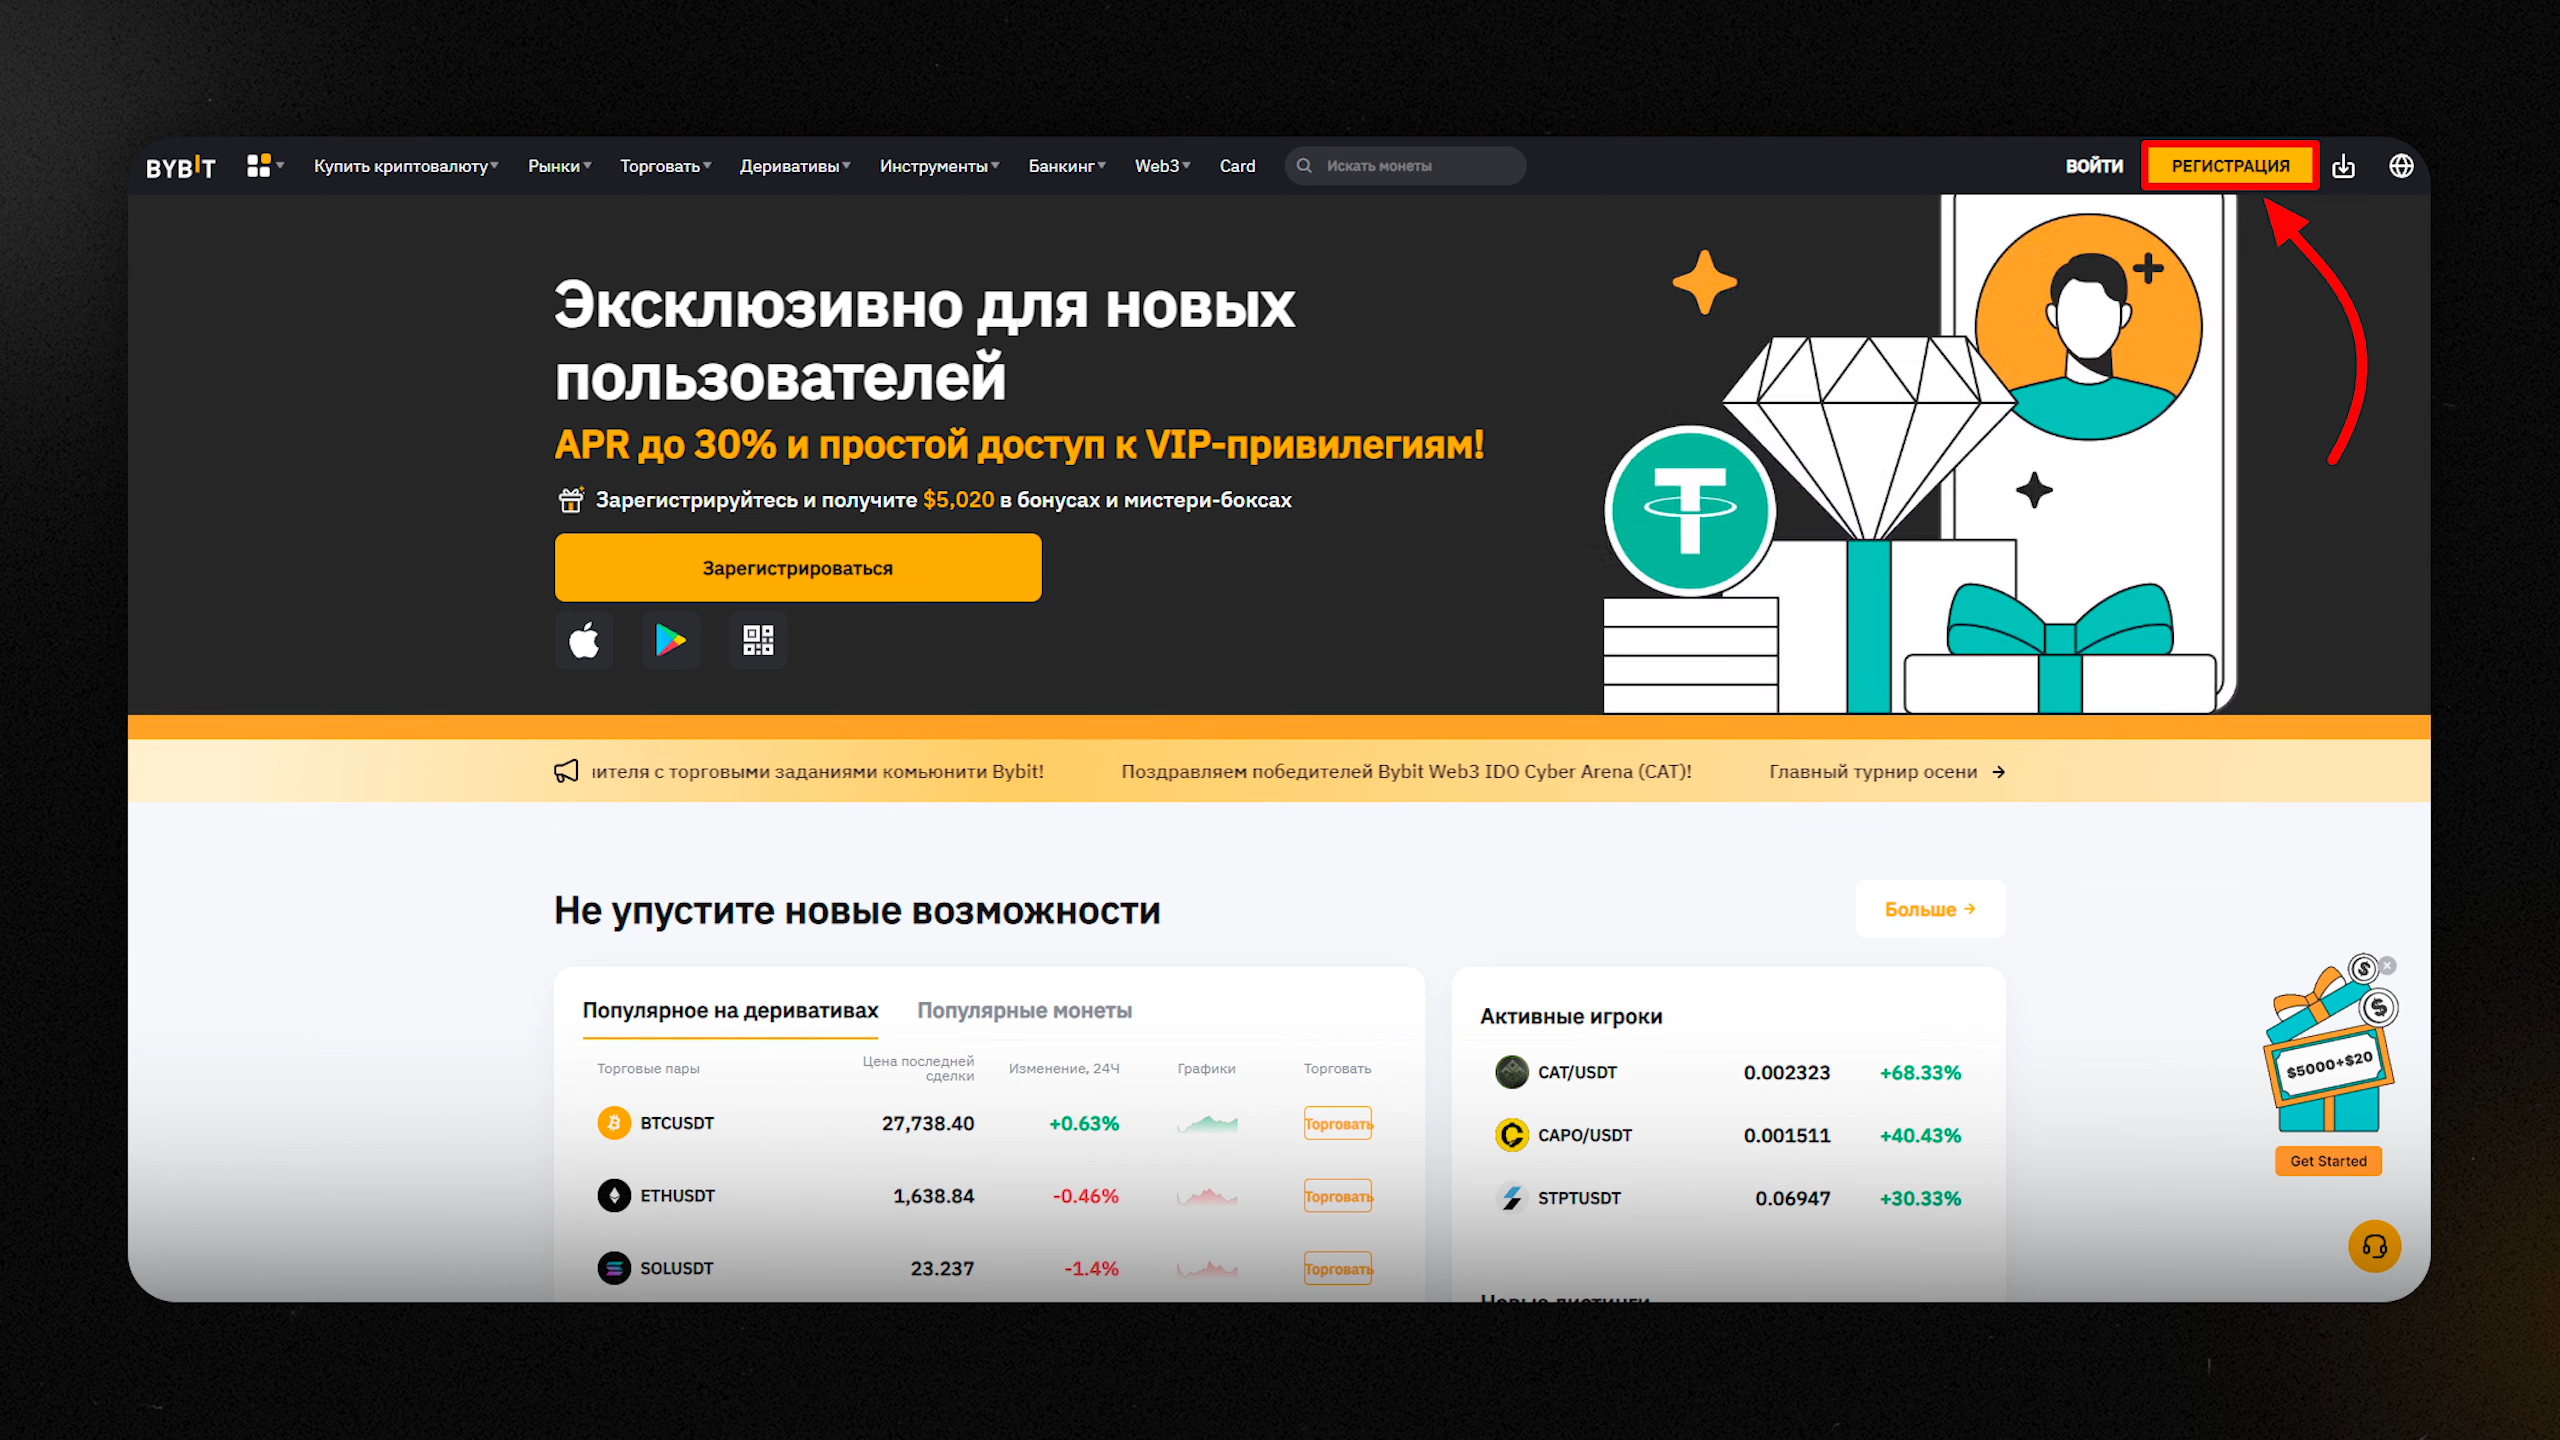 BYBIT Купить криптовалюту Рынки Торговать Деривативы Инструменты Банкинг Web3 Card Искать монеты ВОЙТИ РЕГИСТРАЦИЯ
Эксклюзивно для новых
пользователей
APR до 30% и простой доступ к VIP-привилегиям!
Зарегистрируйтесь и получите $5,020 в бонусах и мистери-боксах
Зарегистрироваться
с торговыми заданиями комьюнити Bybit! Поздравляем победителей Bybit Web3 IDO Cyber Arena (CAT)! Главный турнир осени
Не упустите новые возможности
Больше
Популярное на деривативах Популярные монеты
Торговые пары Цена последней сделки Изменение, 24Ч Графики Торговать
BTCUSDT 27,738.40 +0.63% Торговать
ETHUSDT 1,638.84 -0.46% Торговать
SOLUSDT 23.237 -1.4% Торговать
Активные игроки
CAT/USDT 0.002323 +68.33%
CAPO/USDT 0.001511 +40.43%
STPTUSDT 0.06947 +30.33%
$5000+$20
Get Started